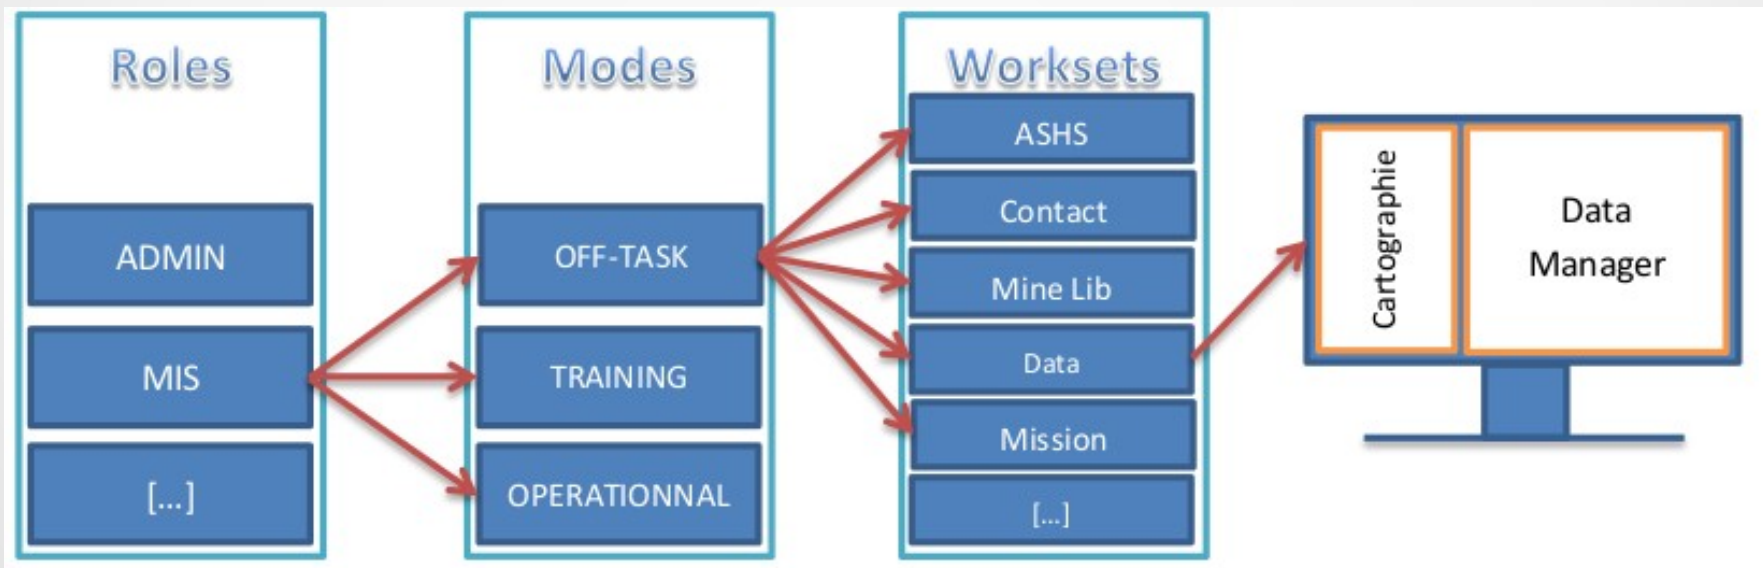 Roles
ADMIN
MIS
[...]
Modes
OFF-TASK
TRAINING
OPERATIONNAL
Worksets
ASHS
Contact
Mine Lib
Data
Mission
[...]
Cartographie
Data
Manager